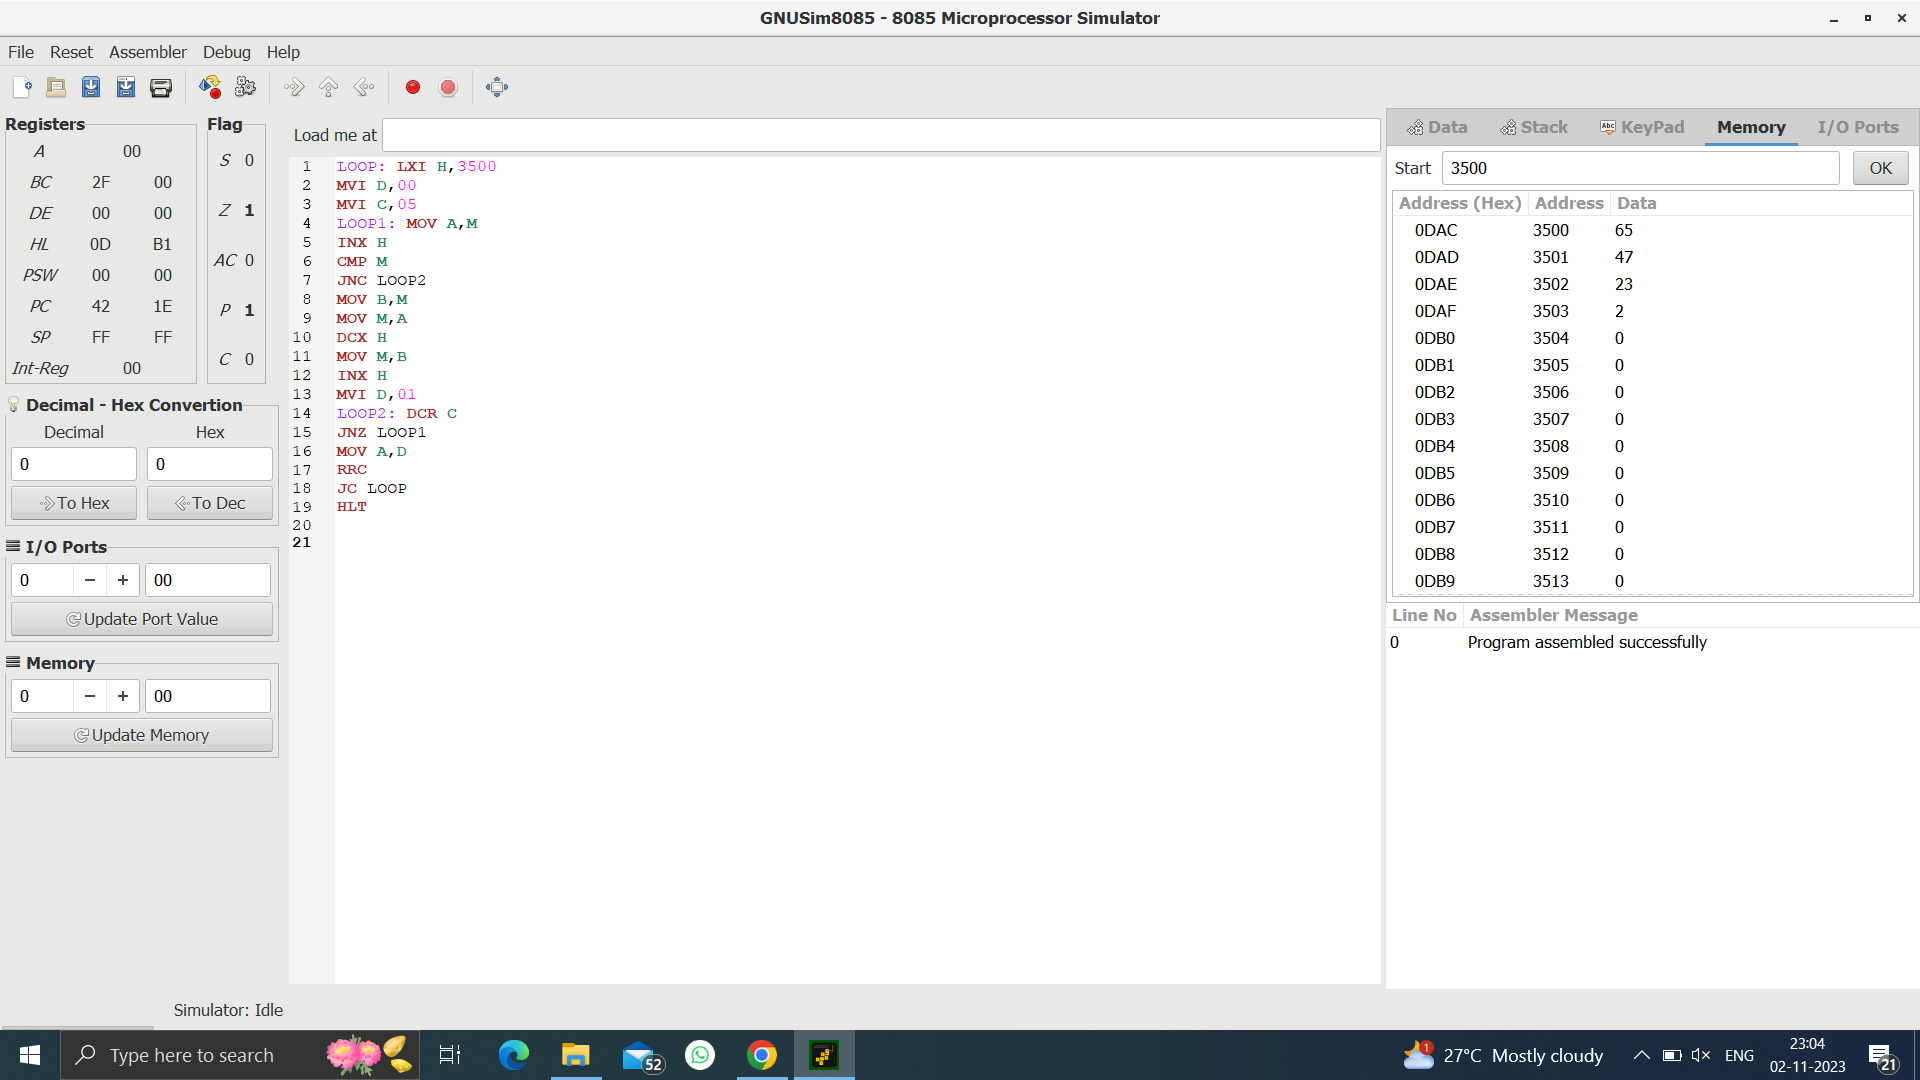 GNUSim8085 - 8085 Microprocessor Simulator
File Reset Assembler Debug Help
Registers
A 00
BC 2F 00
DE 00 00
HL 0D B1
PSW 00 00
PC 42 1E
SP FF FF
Int-Reg 00
Flag
S 0
Z 1
AC 0
P 1
C 0
Decimal - Hex Convertion
Decimal Hex
0 0
To Hex To Dec
I/O Ports
0 − + 00
Update Port Value
Memory
0 − + 00
Update Memory
Load me at
1 LOOP: LXI H,3500
2 MVI D,00
3 MVI C,05
4 LOOP1: MOV A,M
5 INX H
6 CMP M
7 JNC LOOP2
8 MOV B,M
9 MOV M,A
10 DCX H
11 MOV M,B
12 INX H
13 MVI D,01
14 LOOP2: DCR C
15 JNZ LOOP1
16 MOV A,D
17 RRC
18 JC LOOP
19 HLT
20
21
Data Stack Abc KeyPad Memory I/O Ports
Start 3500 OK
Address (Hex) Address Data
0DAC 3500 65
0DAD 3501 47
0DAE 3502 23
0DAF 3503 2
0DB0 3504 0
0DB1 3505 0
0DB2 3506 0
0DB3 3507 0
0DB4 3508 0
0DB5 3509 0
0DB6 3510 0
0DB7 3511 0
0DB8 3512 0
0DB9 3513 0
Line No Assembler Message
0 Program assembled successfully
Simulator: Idle
Type here to search
52
1
27°C Mostly cloudy
ENG
23:04
02-11-2023
21